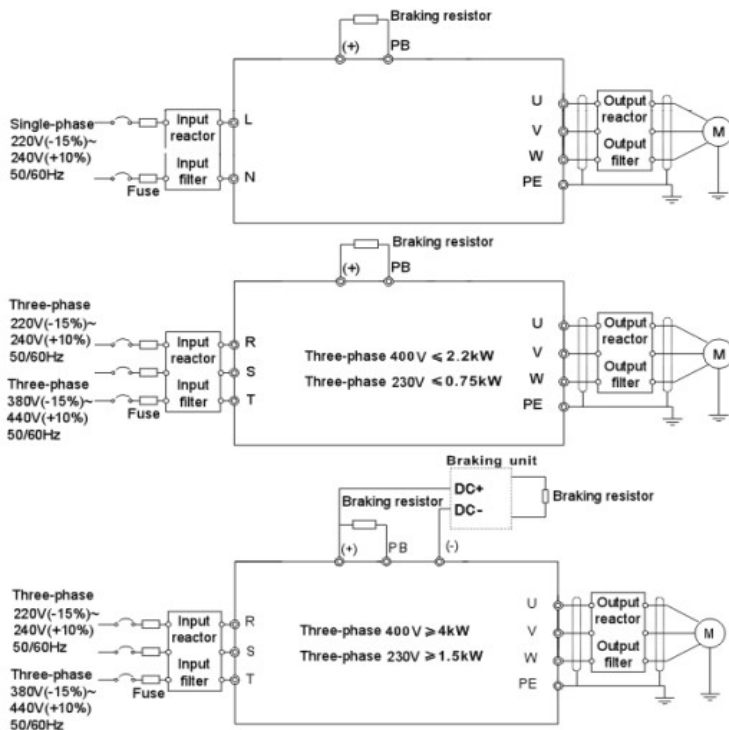 Braking resistor
(+)
PB
Single-phase
220V(-15%)~
240V(+10%)
50/60Hz
Fuse
Input
reactor
Input
filter
L
N
U
V
W
PE
Output
reactor
Output
filter
M
Braking resistor
(+)
PB
Three-phase
220V(-15%)~
240V(+10%)
50/60Hz
Three-phase
380V(-15%)~
440V(+10%)
50/60Hz
Fuse
Input
reactor
Input
filter
R
S
T
Three-phase 400V ≤ 2.2kW
Three-phase 230V ≤ 0.75kW
U
V
W
PE
Output
reactor
Output
filter
M
Braking unit
DC+
DC-
Braking resistor
Braking resistor
(+)
PB
(-)
Three-phase
220V(-15%)~
240V(+10%)
50/60Hz
Three-phase
380V(-15%)~
440V(+10%)
50/60Hz
Fuse
Input
reactor
Input
filter
R
S
T
Three-phase 400V ≥ 4kW
Three-phase 230V ≥ 1.5kW
U
V
W
PE
Output
reactor
Output
filter
M